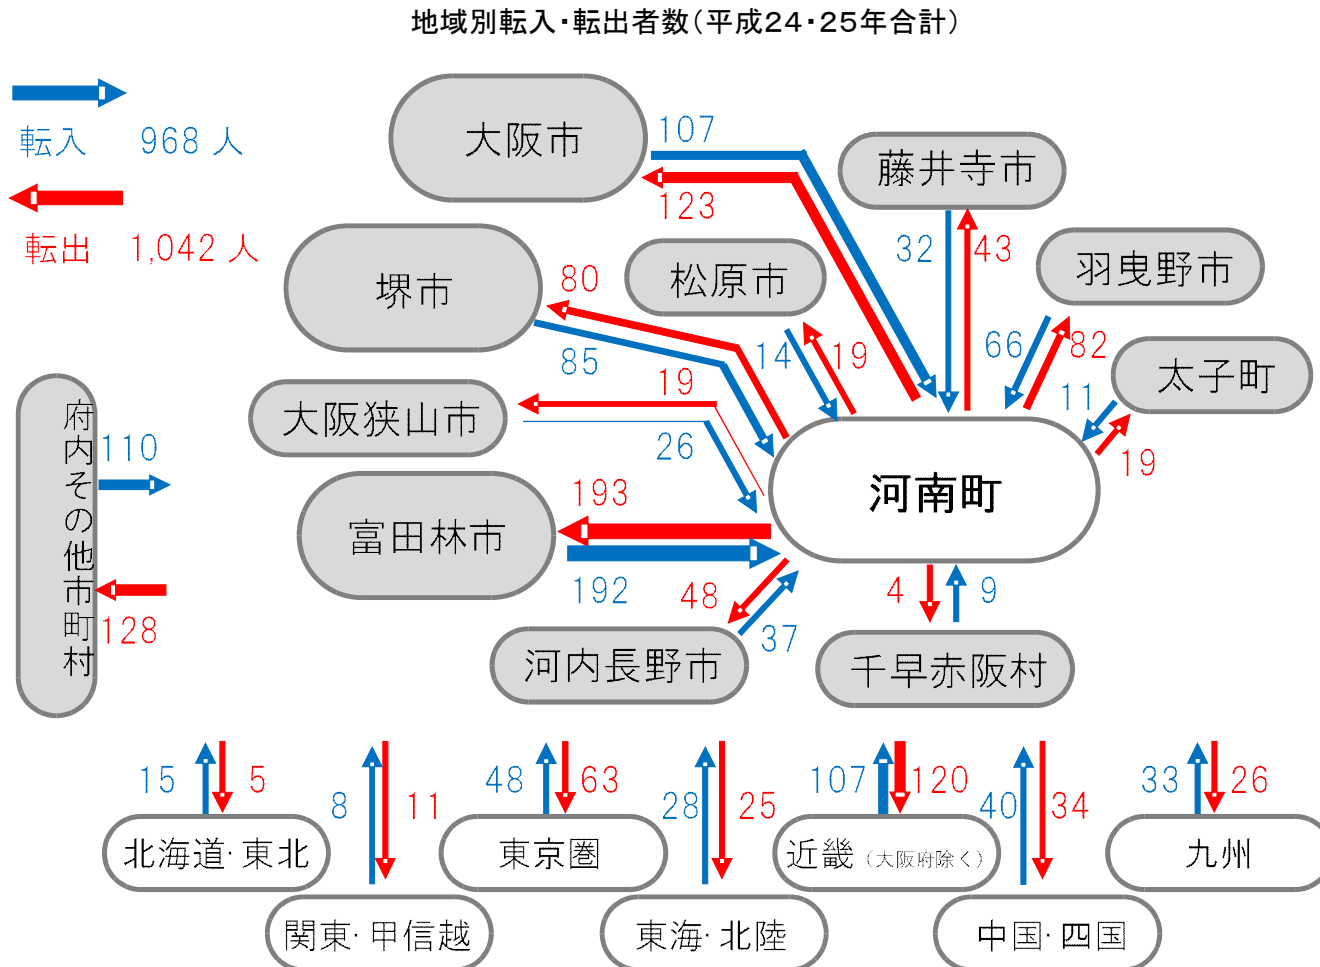 地域別転入・転出者数（平成24・25年合計）
転入 968 人
転出 1,042 人
大阪市
107
123
藤井寺市
32
43
羽曳野市
66
82
松原市
14
19
堺市
80
85
太子町
11
19
大阪狭山市
19
26
河南町
富田林市
193
192
府内その他市町村
110
128
河内長野市
48
37
千早赤阪村
4
9
15
5
北海道・東北
8
11
関東・甲信越
48
63
東京圏
28
25
東海・北陸
107
120
近畿（大阪府除く）
40
34
中国・四国
33
26
九州